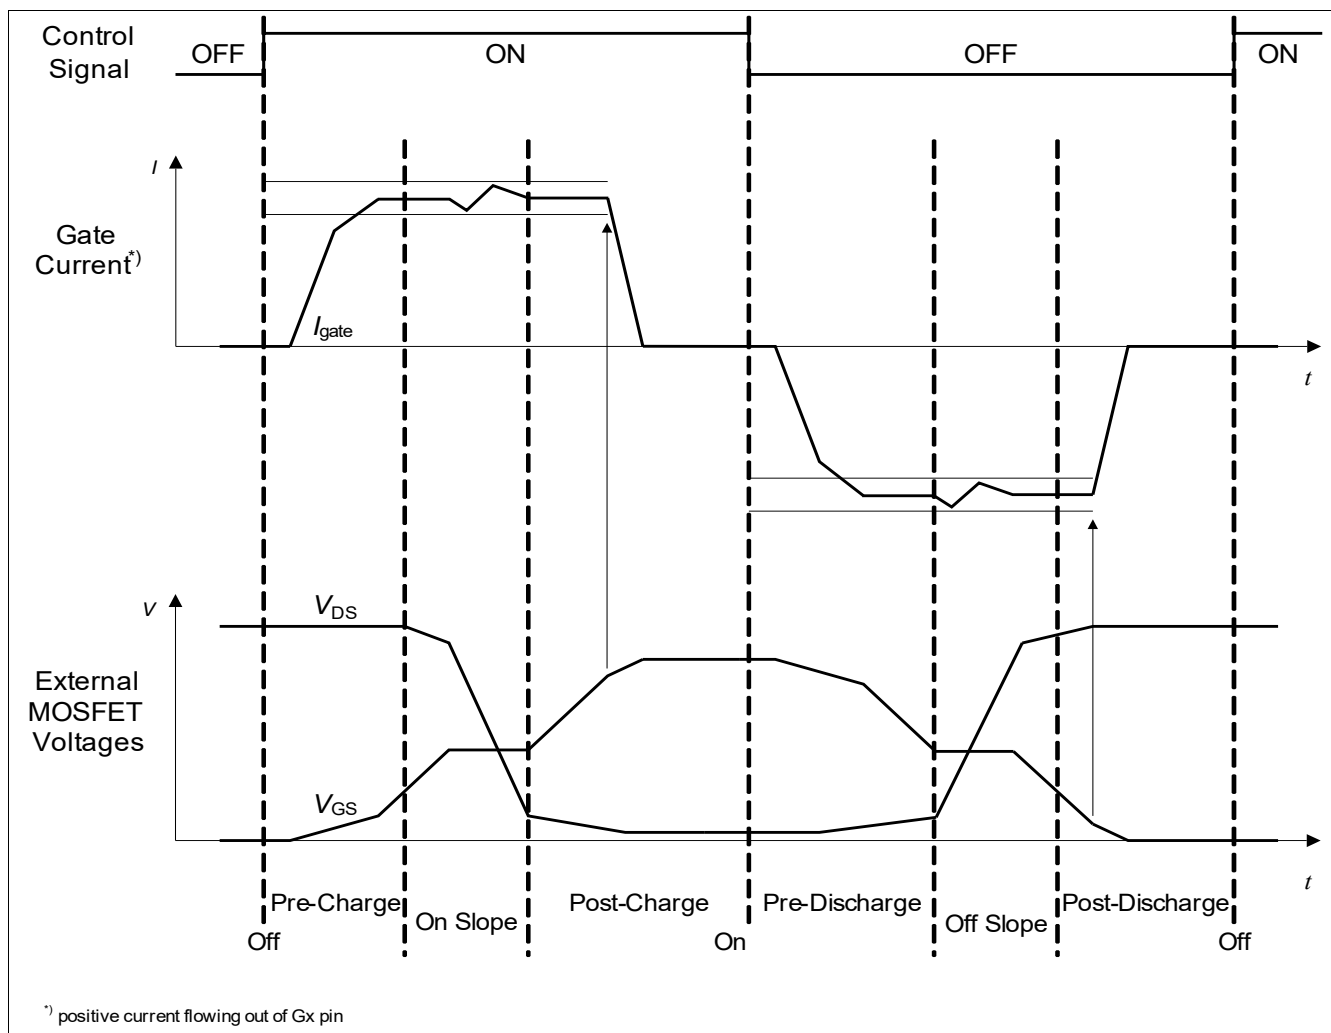 Control
Signal
OFF
ON
OFF
ON
I
Gate
Current*)
Igate
t
V
VDS
External
MOSFET
Voltages
VGS
t
Pre-Charge
On Slope
Post-Charge
Pre-Discharge
Off Slope
Post-Discharge
Off
On
Off
*) positive current flowing out of Gx pin